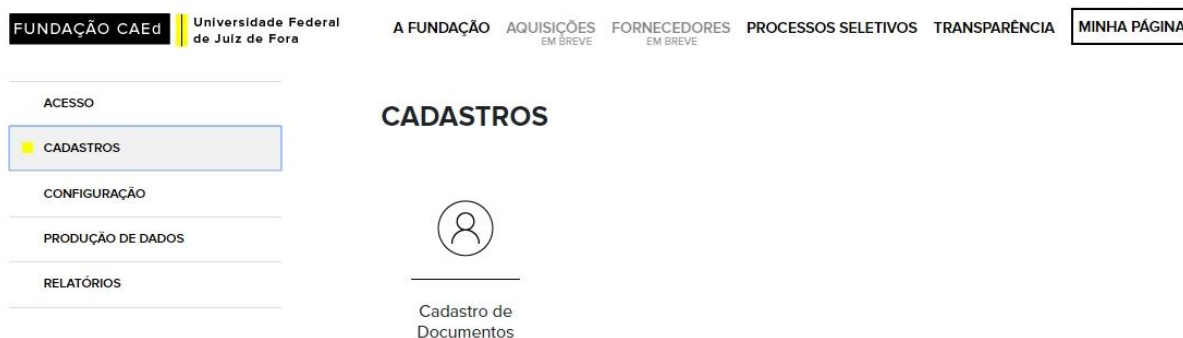 FUNDAÇÃO CAEd
Universidade Federal
de Juiz de Fora
A FUNDAÇÃO
AQUISIÇÕES
EM BREVE
FORNECEDORES
EM BREVE
PROCESSOS SELETIVOS
TRANSPARÊNCIA
MINHA PÁGINA
ACESSO
CADASTROS
CONFIGURAÇÃO
PRODUÇÃO DE DADOS
RELATÓRIOS
CADASTROS
Cadastro de
Documentos